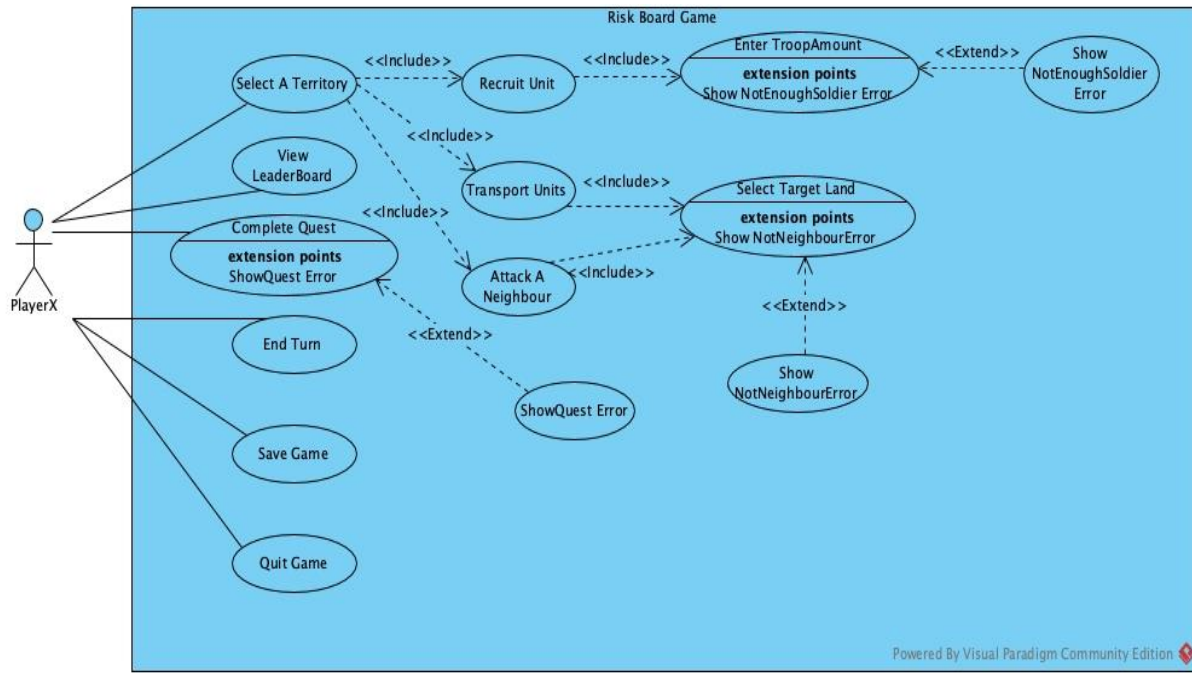 Risk Board Game
Select A Territory
<<Include>>
Recruit Unit
<<Include>>
Enter TroopAmount
extension points
Show NotEnoughSoldier Error
<<Extend>>
Show
NotEnoughSoldier
Error
<<Include>>
View
LeaderBoard
Transport Units
<<Include>>
Select Target Land
extension points
Show NotNeighbourError
<<Include>>
Complete Quest
extension points
ShowQuest Error
Attack A
Neighbour
<<Include>>
PlayerX
<<Extend>>
<<Extend>>
End Turn
Show
NotNeighbourError
ShowQuest Error
Save Game
Quit Game
Powered By Visual Paradigm Community Edition